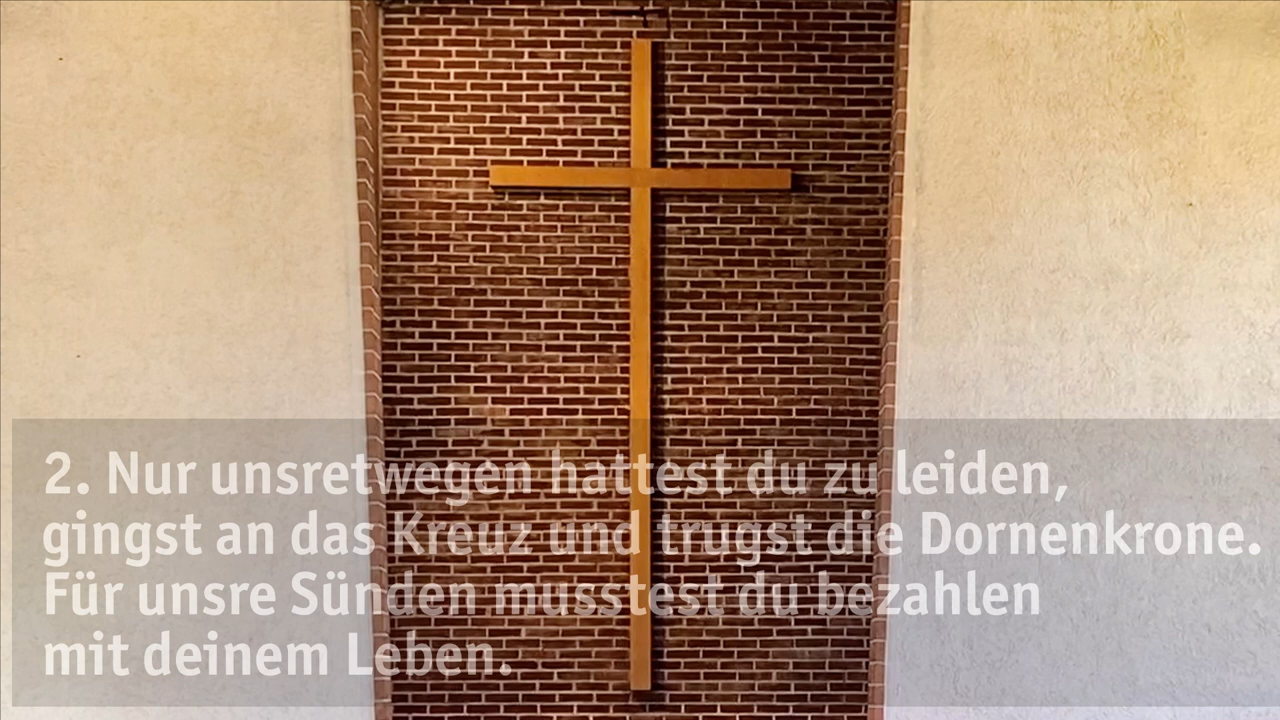 2. Nur unsretwegen hattest du zu leiden,
gingst an das Kreuz und trugst die Dornenkrone.
Für unsre Sünden musstest du bezahlen
mit deinem Leben.